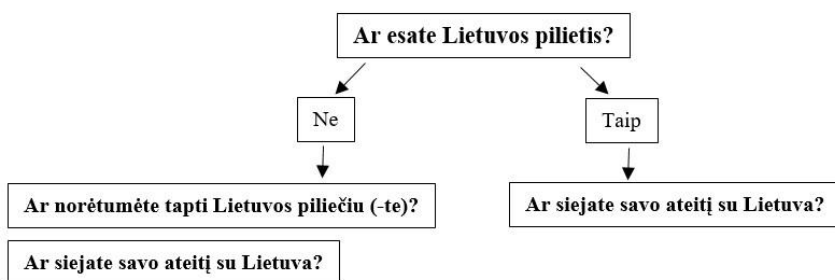 Ar esate Lietuvos pilietis?
Ne
Taip
Ar norėtumėte tapti Lietuvos piliečiu (-te)?
Ar siejate savo ateitį su Lietuva?
Ar siejate savo ateitį su Lietuva?